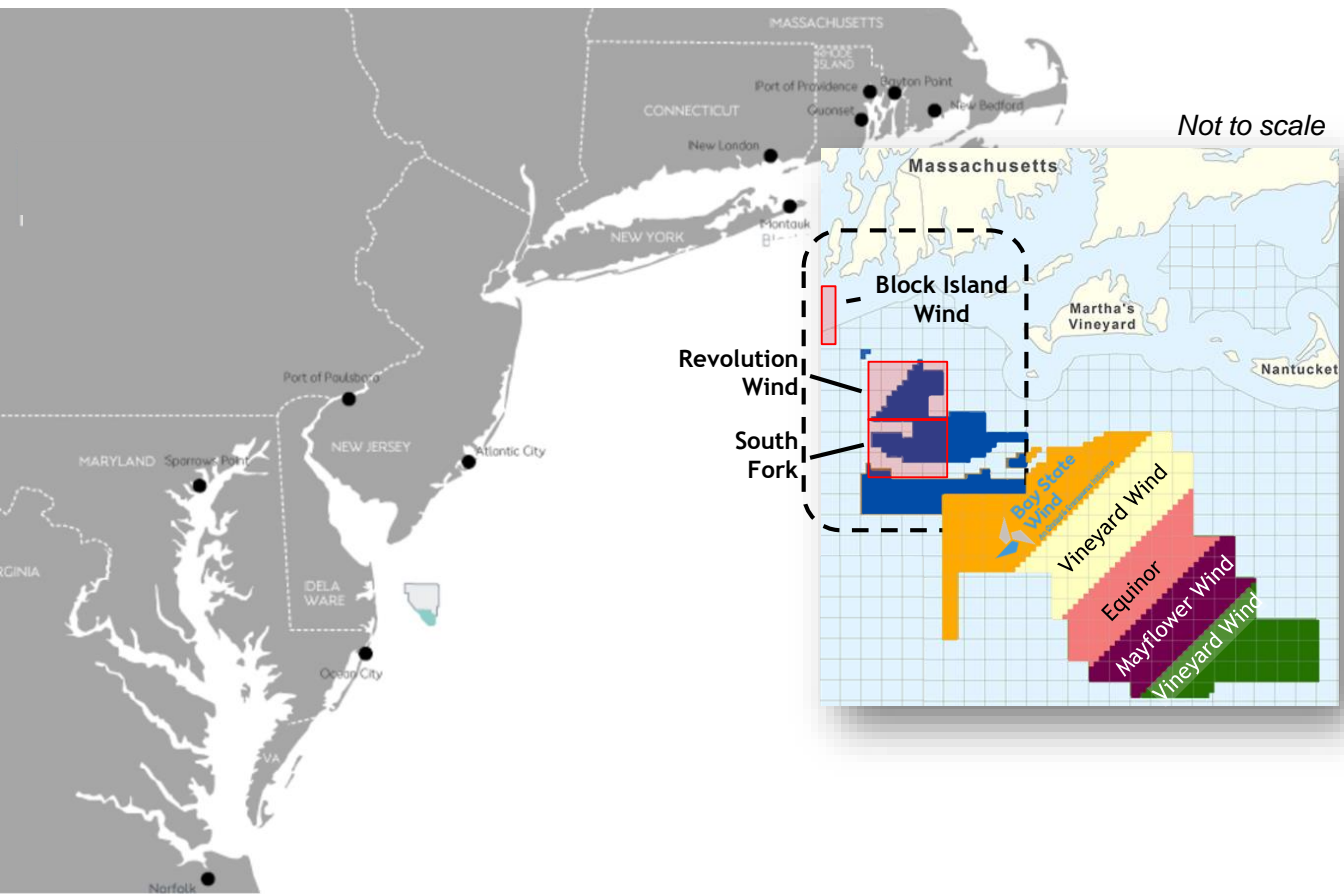 MASSACHUSETTS
RHODE
ISLAND
Port of Providence
Bayton Point
CONNECTICUT
Quonset
New Bedford
New London
Not to scale
Massachusetts
Montauk
NEW YORK
Block Island
Wind
Martha's
Vineyard
Revolution
Wind
Nantucket
Port of Paulsboro
South
Fork
NEW JERSEY
Atlantic City
MARYLAND
Sparrows Point
Bay State
Wind
Vineyard Wind
Equinor
Mayflower Wind
Vineyard Wind
RGINIA
DELA
WARE
Ocean City
VA
Norfolk